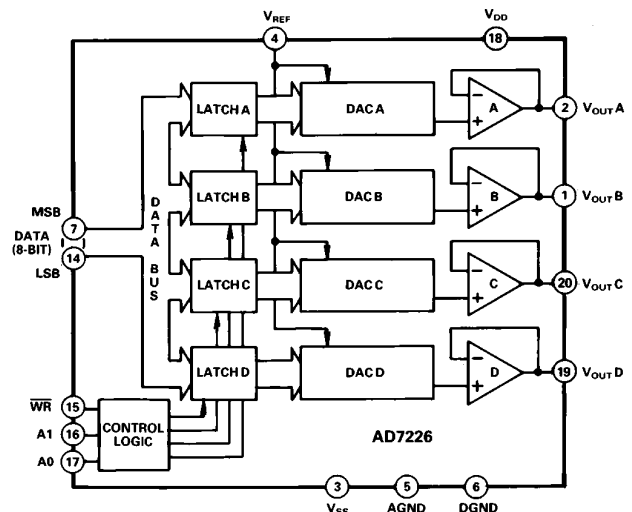 VREF
4
VDD
18
LATCH A
DAC A
A
2
VOUT A
LATCH B
DAC B
B
1
VOUT B
MSB
7
DATA
(8-BIT)
14
LSB
DATA BUS
LATCH C
DAC C
C
20
VOUT C
LATCH D
DAC D
D
19
VOUT D
WR
15
A1
16
A0
17
CONTROL
LOGIC
AD7226
3
VSS
5
AGND
6
DGND